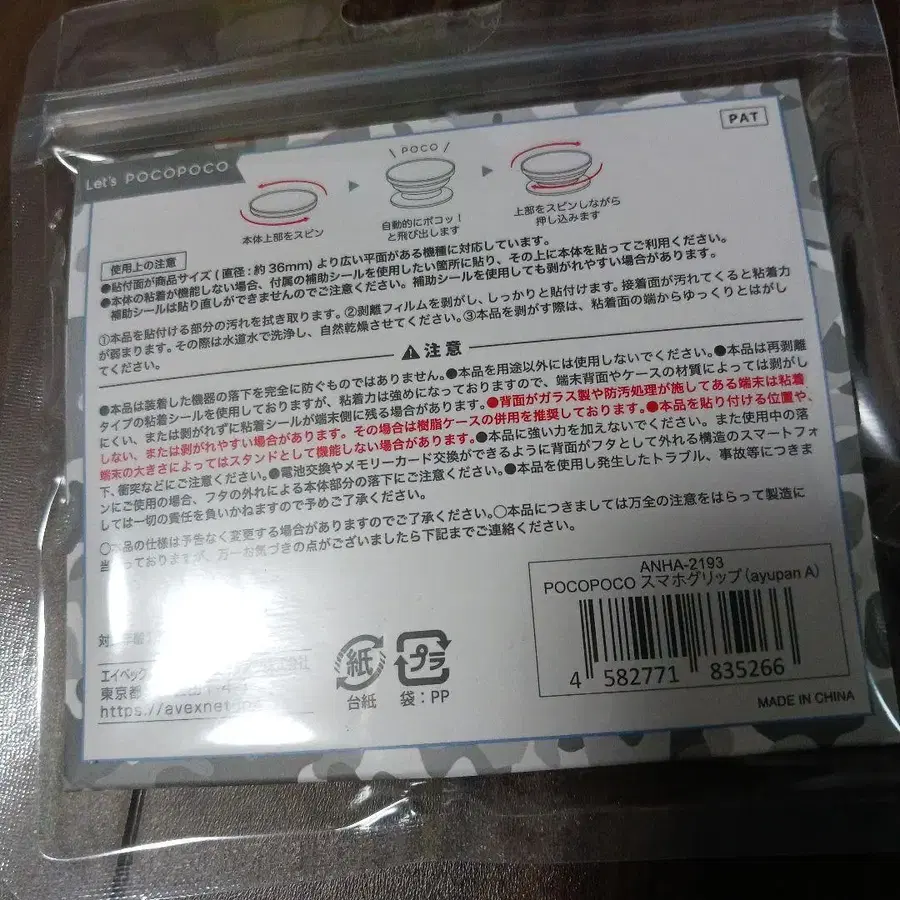 PAT
Let's POCOPOCO
POCO
本体上部をスピン
自動的にポコッ！
と飛び出します
上部をスピンしながら
押し込みます
使用上の注意
●貼付面が商品サイズ(直径:約36mm)より広い平面がある機種に対応しています。
●本体の粘着が機能しない場合、付属の補助シールを使用したい箇所に貼り、その上に本体を貼ってご利用ください。
補助シールは貼り直しができませんのでご注意ください。補助シールを使用しても剥がれやすい場合があります。
①本品を貼付ける部分の汚れを拭き取ります。②剥離フィルムを剥がし、しっかりと貼付けます。接着面が汚れてくると粘着力
が弱まります。その際は水道水で洗浄し、自然乾燥させてください。③本品を剥がす際は、粘着面の端からゆっくりとはがし
てください。
注意
●本品は装着した機器の落下を完全に防ぐものではありません。●本品を用途以外には使用しないでください。●本品は再剥離
タイプの粘着シールを使用しておりますが、粘着力は強めになっておりますので、端末背面やケースの材質によっては剥がし
にくい、または剥がれずに粘着シールが端末側に残る場合があります。●背面がガラス製や防汚処理が施してある端末は粘着
しない、または剥がれやすい場合があります。その場合は樹脂ケースの併用を推奨しております。●本品を貼り付ける位置や、
端末の大きさによってはスタンドとして機能しない場合があります。●本品に強い力を加えないでください。また使用中の落
下、衝突などにご注意ください。●電池交換やメモリーカード交換ができるように背面がフタとして外れる構造のスマートフォ
ンにご使用の場合、フタの外れによる本体部分の落下にご注意ください。●本品を使用し発生したトラブル、事故等につきま
しては一切の責任を負いかねますので予めご了承ください。
○本品の仕様は予告なく変更する場合がありますのでご了承ください。○本品につきましては万全の注意をはらって製造に
当たっておりますが、万一お気づきの点がございましたら下記までご連絡ください。
ANHA-2193
POCOPOCO スマホグリップ(ayupan A)
4 582771 835266
MADE IN CHINA
対象年齢
エイベック
東京都
https://avexnet
紙
台紙
プラ
袋:PP